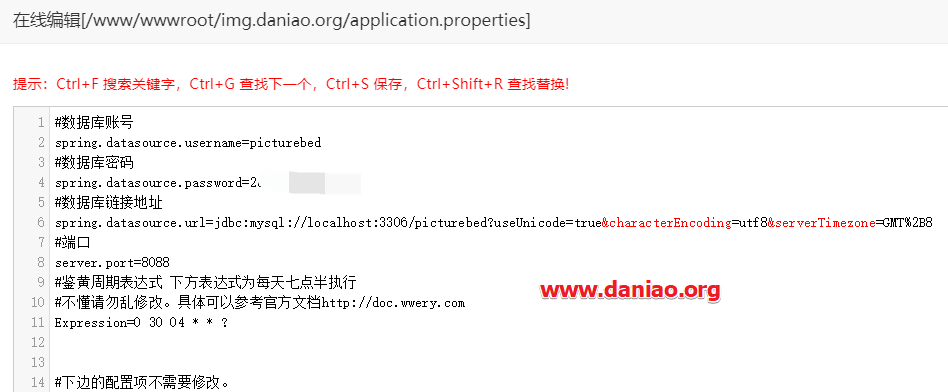 在线编辑[/www/wwwroot/img.daniao.org/application.properties]
提示：Ctrl+F 搜索关键字，Ctrl+G 查找下一个，Ctrl+S 保存，Ctrl+Shift+R 查找替换!
1 #数据库账号
2 spring.datasource.username=picturebed
3 #数据库密码
4 spring.datasource.password=2
5 #数据库链接地址
6 spring.datasource.url=jdbc:mysql://localhost:3306/picturebed?useUnicode=true&characterEncoding=utf8&serverTimezone=GMT%2B8
7 #端口
8 server.port=8088
9 #鉴黄周期表达式 下方表达式为每天七点半执行
10 #不懂请勿乱修改。具体可以参考官方文档http://doc.wwery.com
11 Expression=0 30 04 * * ?
12
13
14 #下边的配置项不需要修改。
www.daniao.org